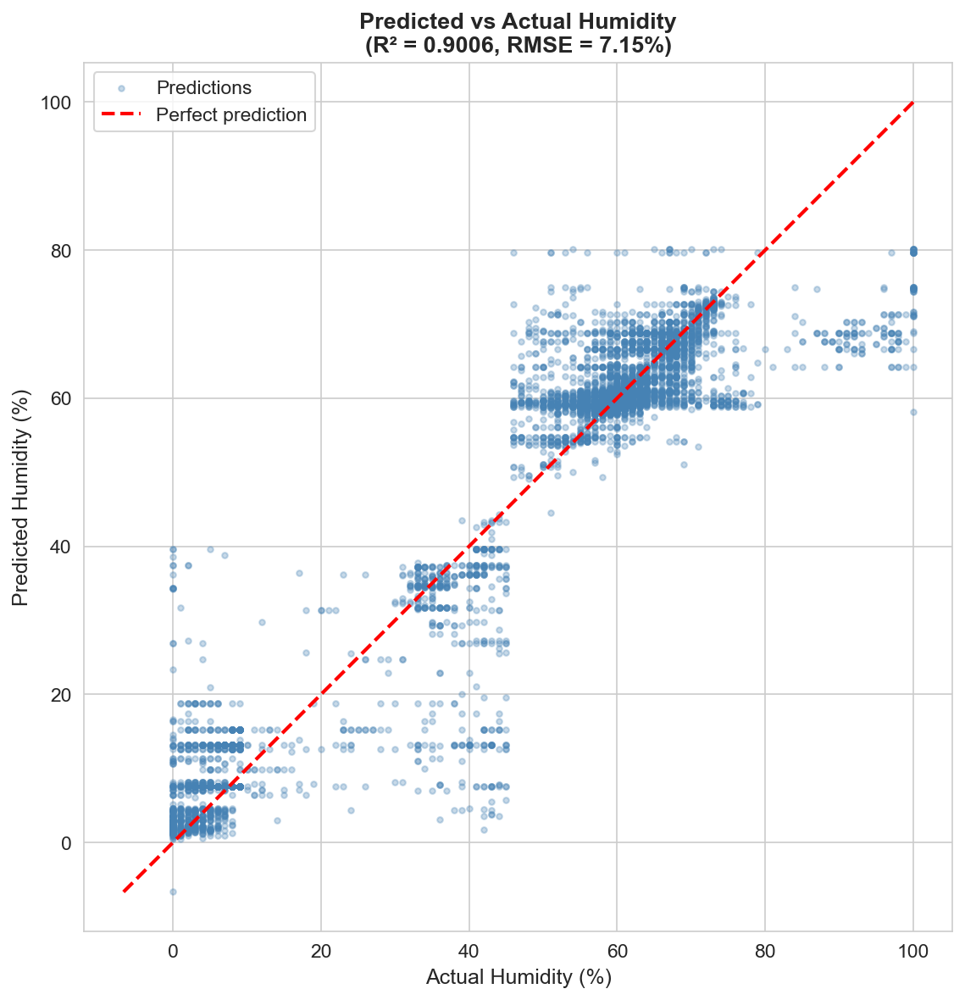 Predicted vs Actual Humidity
(R² = 0.9006, RMSE = 7.15%)
Predictions
Perfect prediction
Predicted Humidity (%)
100
80
60
40
20
0
0 20 40 60 80 100
Actual Humidity (%)